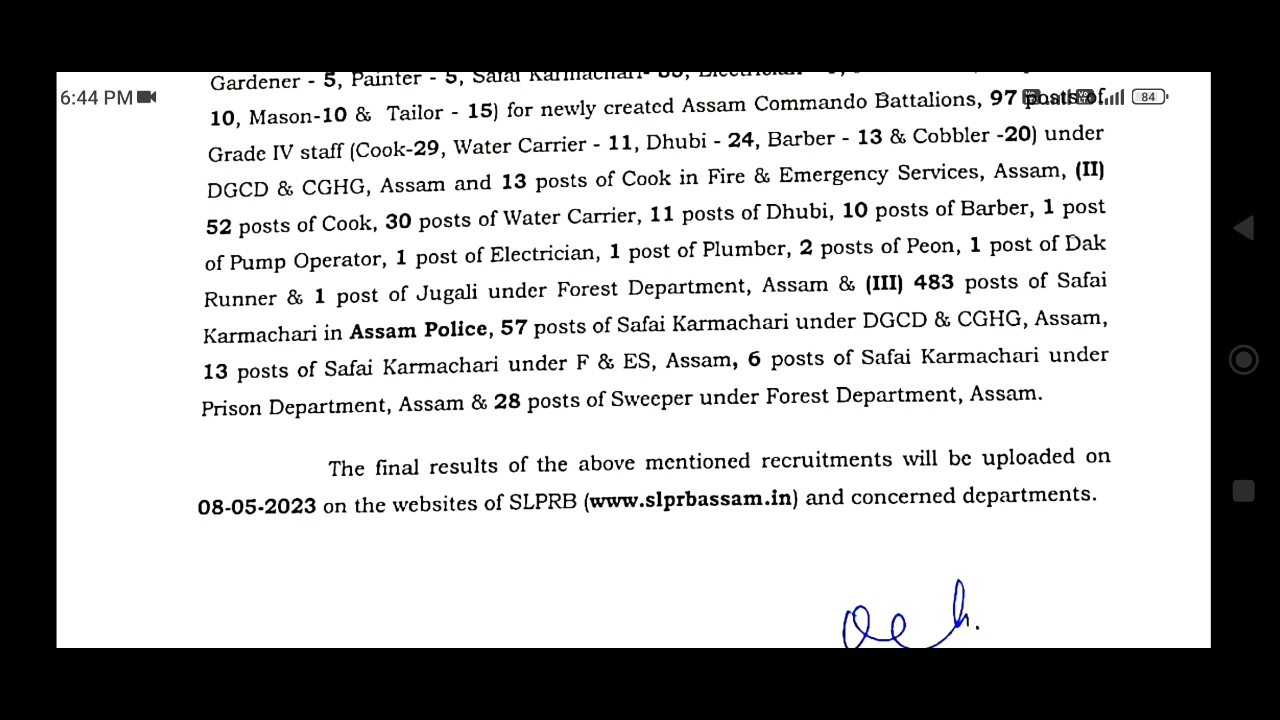 Gardener - 5, Painter - 5, Safai Karmachari-
6:44 PM
10, Mason-10 & Tailor - 15) for newly created Assam Commando Battalions, 97 posts of
84
Grade IV staff (Cook-29, Water Carrier - 11, Dhubi - 24, Barber - 13 & Cobbler -20) under
DGCD & CGHG, Assam and 13 posts of Cook in Fire & Emergency Services, Assam, (II)
52 posts of Cook, 30 posts of Water Carrier, 11 posts of Dhubi, 10 posts of Barber, 1 post
of Pump Operator, 1 post of Electrician, 1 post of Plumber, 2 posts of Peon, 1 post of Dak
Runner & 1 post of Jugali under Forest Department, Assam & (III) 483 posts of Safai
Karmachari in Assam Police, 57 posts of Safai Karmachari under DGCD & CGHG, Assam,
13 posts of Safai Karmachari under F & ES, Assam, 6 posts of Safai Karmachari under
Prison Department, Assam & 28 posts of Sweeper under Forest Department, Assam.
The final results of the above mentioned recruitments will be uploaded on
08-05-2023 on the websites of SLPRB (www.slprbassam.in) and concerned departments.